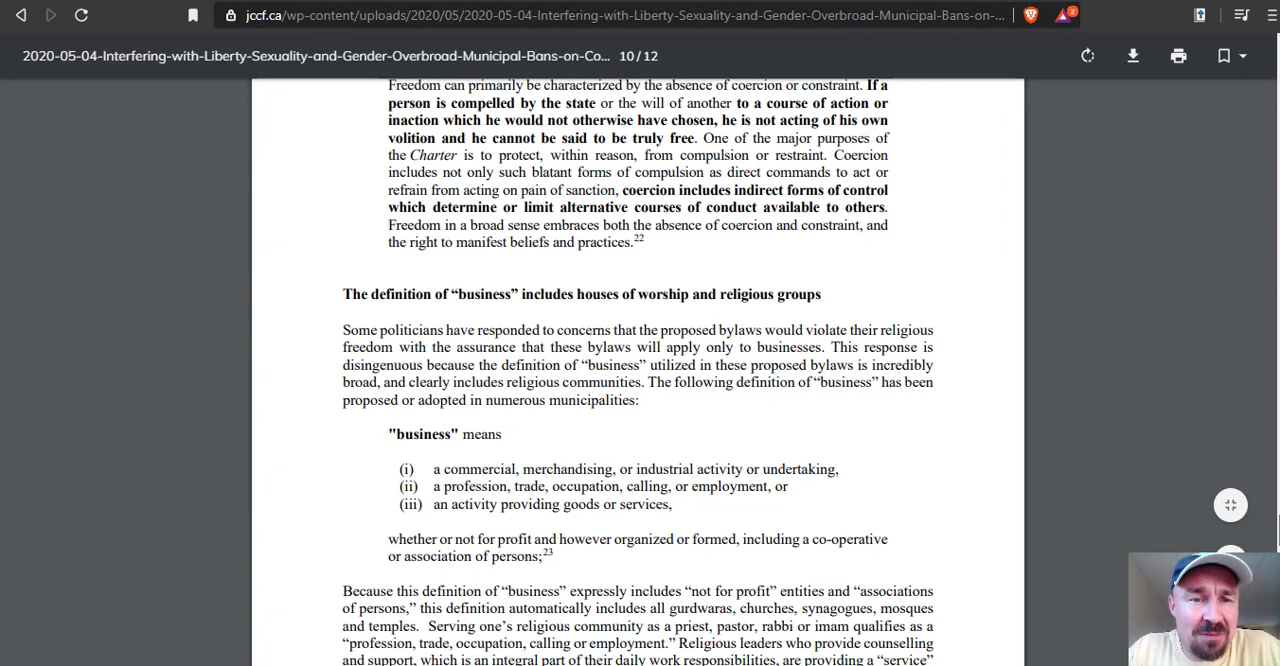 jccf.ca/wp-content/uploads/2020/05/2020-05-04-Interfering-with-Liberty-Sexuality-and-Gender-Overbroad-Municipal-Bans-on-...
2
2020-05-04-Interfering-with-Liberty-Sexuality-and-Gender-Overbroad-Municipal-Bans-on-Co... 10/12
Freedom can primarily be characterized by the absence of coercion or constraint. If a
person is compelled by the state or the will of another to a course of action or
inaction which he would not otherwise have chosen, he is not acting of his own
volition and he cannot be said to be truly free. One of the major purposes of
the Charter is to protect, within reason, from compulsion or restraint. Coercion
includes not only such blatant forms of compulsion as direct commands to act or
refrain from acting on pain of sanction, coercion includes indirect forms of control
which determine or limit alternative courses of conduct available to others.
Freedom in a broad sense embraces both the absence of coercion and constraint, and
the right to manifest beliefs and practices.22
The definition of “business” includes houses of worship and religious groups
Some politicians have responded to concerns that the proposed bylaws would violate their religious
freedom with the assurance that these bylaws will apply only to businesses. This response is
disingenuous because the definition of “business” utilized in these proposed bylaws is incredibly
broad, and clearly includes religious communities. The following definition of “business” has been
proposed or adopted in numerous municipalities:
"business" means
(i) a commercial, merchandising, or industrial activity or undertaking,
(ii) a profession, trade, occupation, calling, or employment, or
(iii) an activity providing goods or services,
whether or not for profit and however organized or formed, including a co-operative
or association of persons;23
Because this definition of “business” expressly includes “not for profit” entities and “associations
of persons,” this definition automatically includes all gurdwaras, churches, synagogues, mosques
and temples. Serving one’s religious community as a priest, pastor, rabbi or imam qualifies as a
“profession, trade, occupation, calling or employment.” Religious leaders who provide counselling
and support, which is an integral part of their daily work responsibilities, are providing a “service”